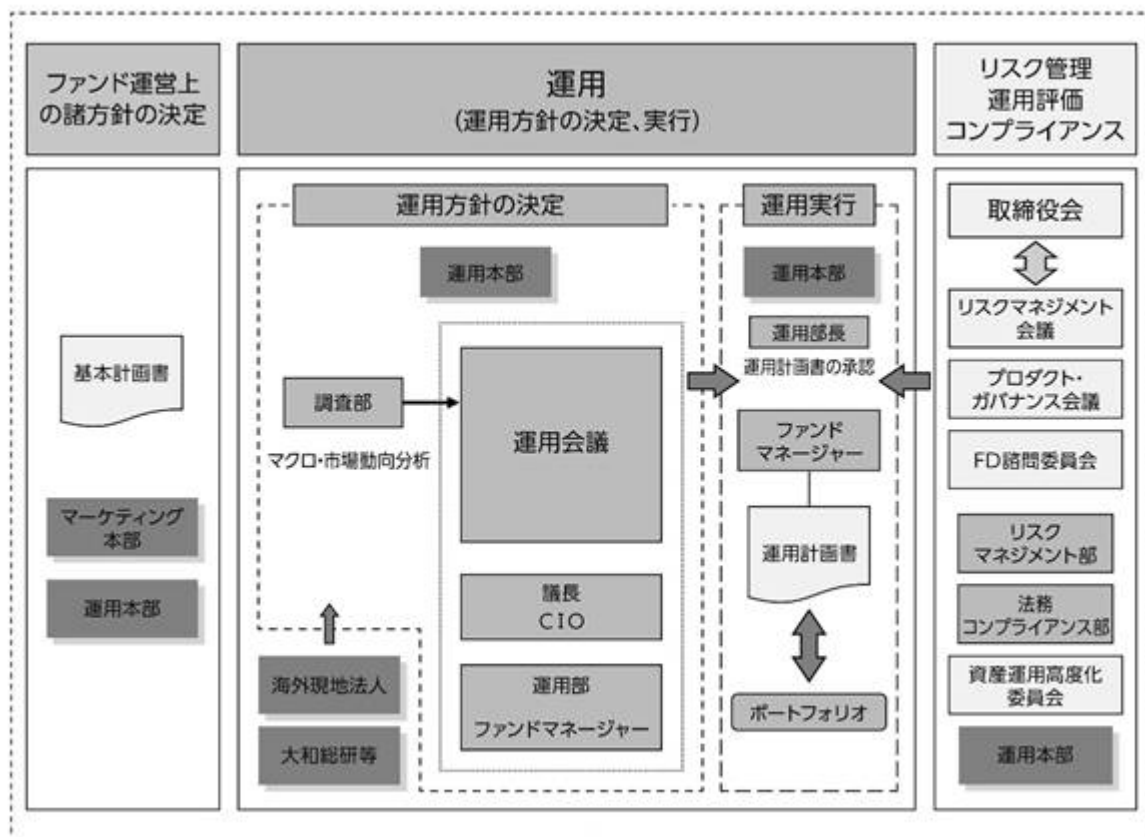 ファンド運営上
の諸方針の決定
運用
(運用方針の決定、実行)
リスク管理
運用評価
コンプライアンス
基本計画書
マーケティング
本部
運用本部
運用方針の決定
運用本部
調査部
マクロ・市場動向分析
運用会議
議長
CIO
運用部
ファンドマネージャー
海外現地法人
大和総研等
運用実行
運用本部
運用部長
運用計画書の承認
ファンド
マネージャー
運用計画書
ポートフォリオ
取締役会
リスクマネジメント
会議
プロダクト・
ガバナンス会議
FD諮問委員会
リスク
マネジメント部
法務
コンプライアンス部
資産運用高度化
委員会
運用本部